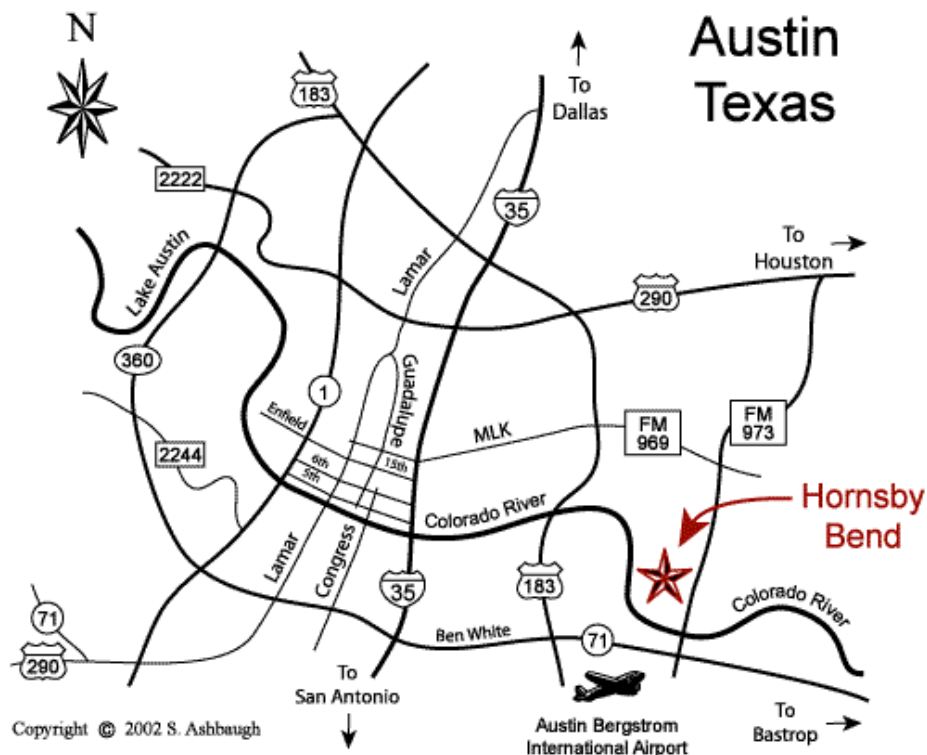 N
Austin
Texas
183
To
Dallas
2222
35
To
Houston
Lake Austin
Lamar
290
360
1
Guadalupe
FM
969
FM
973
Enfield
MLK
2244
6th
15th
5th
Colorado River
Hornsby
Bend
Lamar
Congress
35
183
Colorado River
71
Ben White
71
290
To
San Antonio
To
Bastrop
Copyright © 2002 S. Ashbaugh
Austin Bergstrom
International Airport